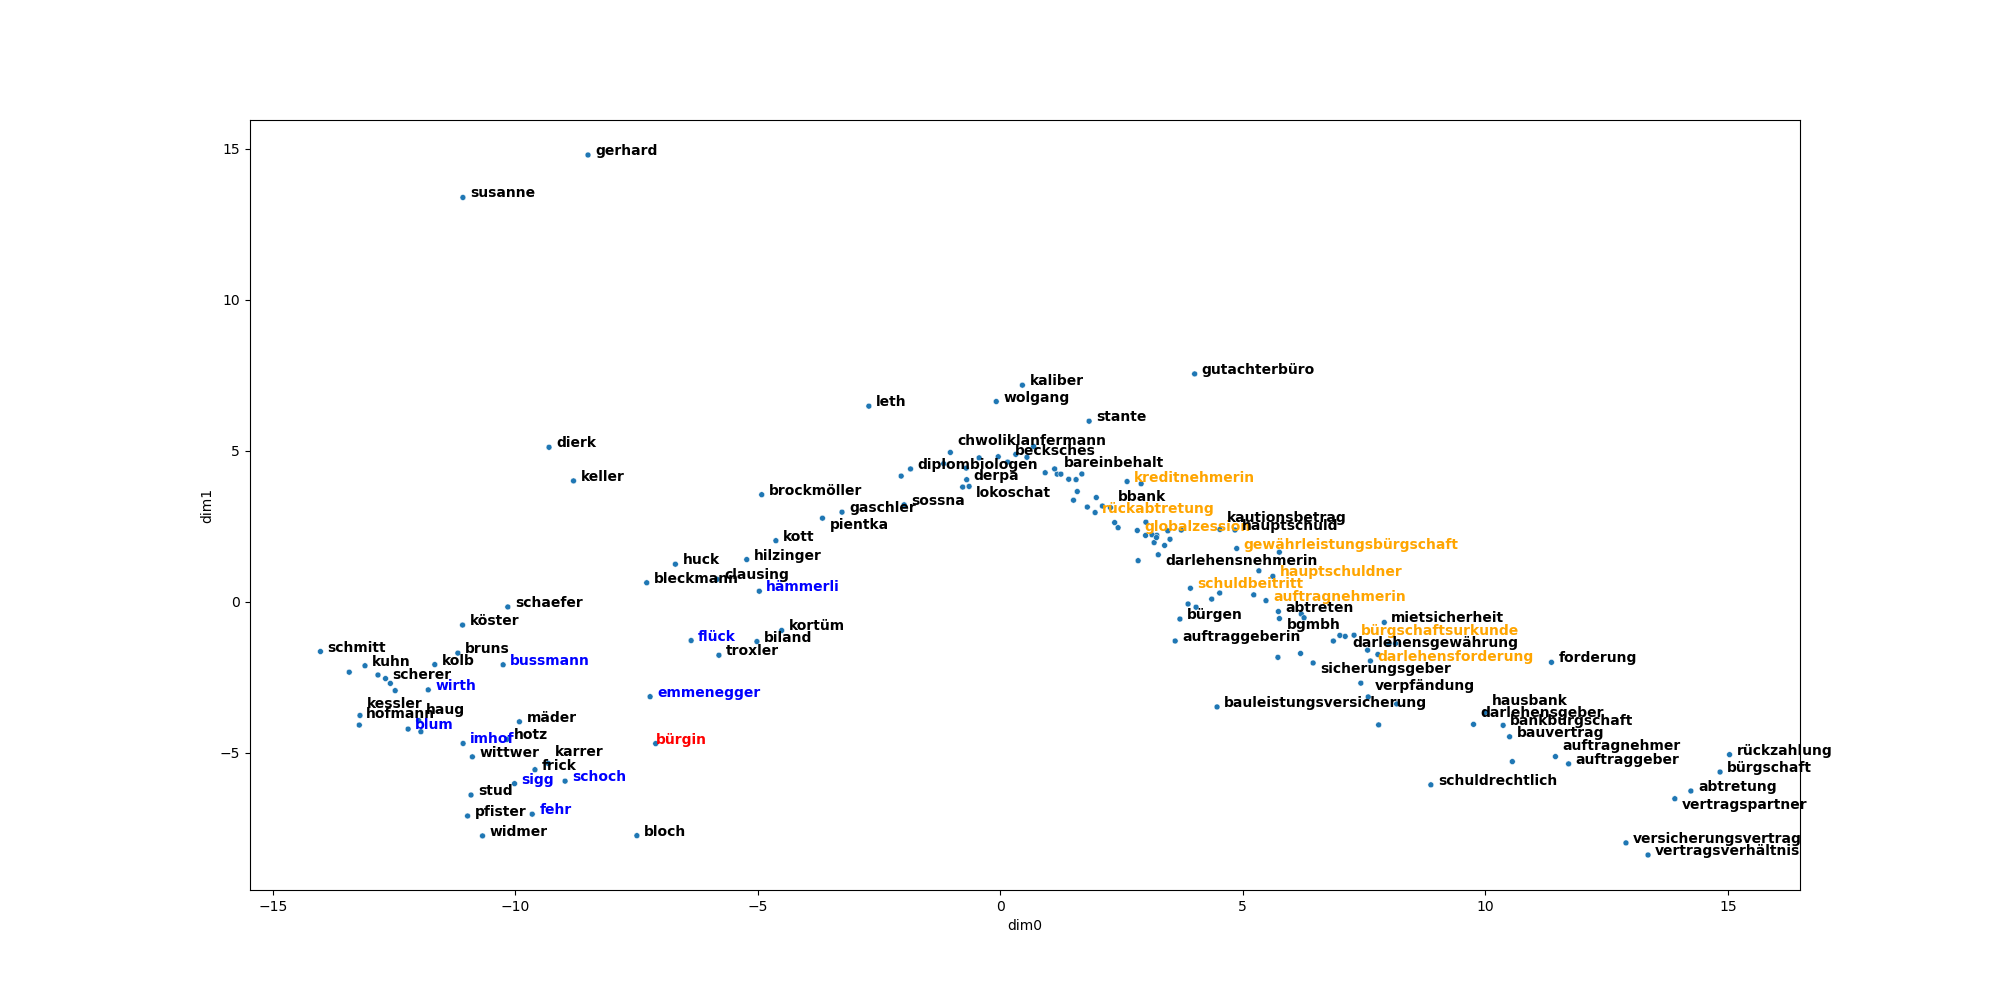 gerhard
susanne
15
10
5
0
−5
dim1
gutachterbüro
kaliber
wolgang
leth
stante
dierk
chwoliklanfermann
becksches
bareinbehalt
diplombiologen
derpa
keller
kreditnehmerin
brockmöller
lokoschat
bbank
sossna
gaschler
rückabtretung
pientka
kautionsbetrag
globalzession
hauptschuld
kott
gewährleistungsbürgschaft
hilzinger
huck
darlehensnehmerin
clausing
bleckmann
hauptschuldner
hämmerli
schuldbeitritt
auftragnehmerin
schaefer
abtreten
bürgen
mietsicherheit
köster
kortüm
bgmbh
bürgschaftsurkunde
flück
biland
auftraggeberin
darlehensgewährung
schmitt
bruns
troxler
darlehensforderung
forderung
kuhn
kolb
bussmann
scherer
sicherungsgeber
wirth
verpfändung
emmenegger
kessler
haug
hofmann
bauleistungsversicherung
hausbank
darlehensgeber
blum
mäder
bankbürgschaft
imhof
hotz
bürgin
bauvertrag
wittwer
karrer
auftragnehmer
rückzahlung
frick
auftraggeber
bürgschaft
sigg
schoch
schuldrechtlich
abtretung
stud
vertragspartner
pfister
fehr
widmer
bloch
versicherungsvertrag
vertragsverhältnis
−15
−10
−5
0
5
10
15
dim0